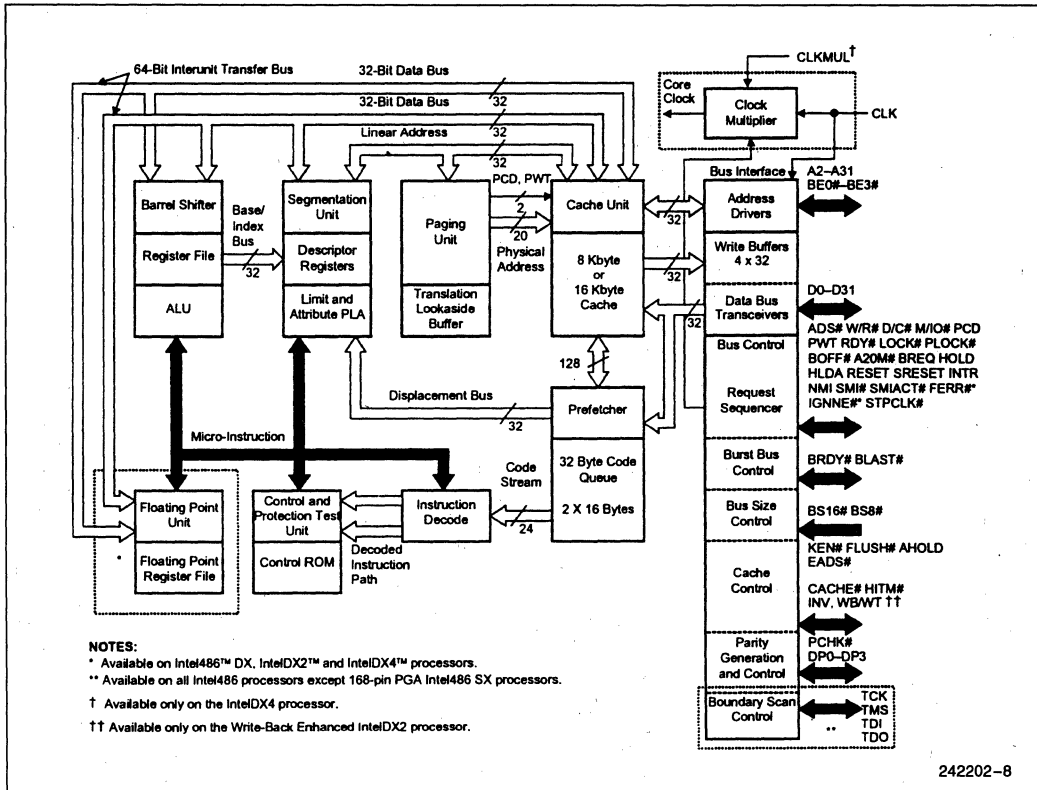 64-Bit Interunit Transfer Bus
32-Bit Data Bus
32
32-Bit Data Bus
32
Linear Address
32
CLKMUL†
Core
Clock
Clock
Multiplier
CLK
Barrel Shifter
Register File
ALU
Base/
Index
Bus
32
Segmentation
Unit
Descriptor
Registers
Limit and
Attribute PLA
Paging
Unit
Translation
Lookaside
Buffer
PCD, PWT
2
20
Physical
Address
Cache Unit
8 Kbyte
or
16 Kbyte
Cache
32
32
32
128
Displacement Bus
32
Prefetcher
32 Byte Code
Queue
2 X 16 Bytes
Code
Stream
24
Micro-Instruction
Floating Point
Unit
Floating Point
Register File
*
Control and
Protection Test
Unit
Control ROM
Instruction
Decode
Decoded
Instruction
Path
Bus Interface
Address
Drivers
Write Buffers
4 x 32
Data Bus
Transceivers
Bus Control
Request
Sequencer
Burst Bus
Control
Bus Size
Control
Cache
Control
Parity
Generation
and Control
Boundary Scan
Control
A2–A31
BE0#–BE3#
D0–D31
ADS# W/R# D/C# M/IO# PCD
PWT RDY# LOCK# PLOCK#
BOFF# A20M# BREQ HOLD
HLDA RESET SRESET INTR
NMI SMI# SMIACT# FERR#*
IGNNE#* STPCLK#
BRDY# BLAST#
BS16# BS8#
KEN# FLUSH# AHOLD
EADS#
CACHE# HITM#
INV, WB/WT ††
PCHK#
DP0–DP3
TCK
TMS
TDI
TDO
**
NOTES:
* Available on Intel486™ DX, IntelDX2™ and IntelDX4™ processors.
** Available on all Intel486 processors except 168-pin PGA Intel486 SX processors.
† Available only on the IntelDX4 processor.
†† Available only on the Write-Back Enhanced IntelDX2 processor.
242202–8